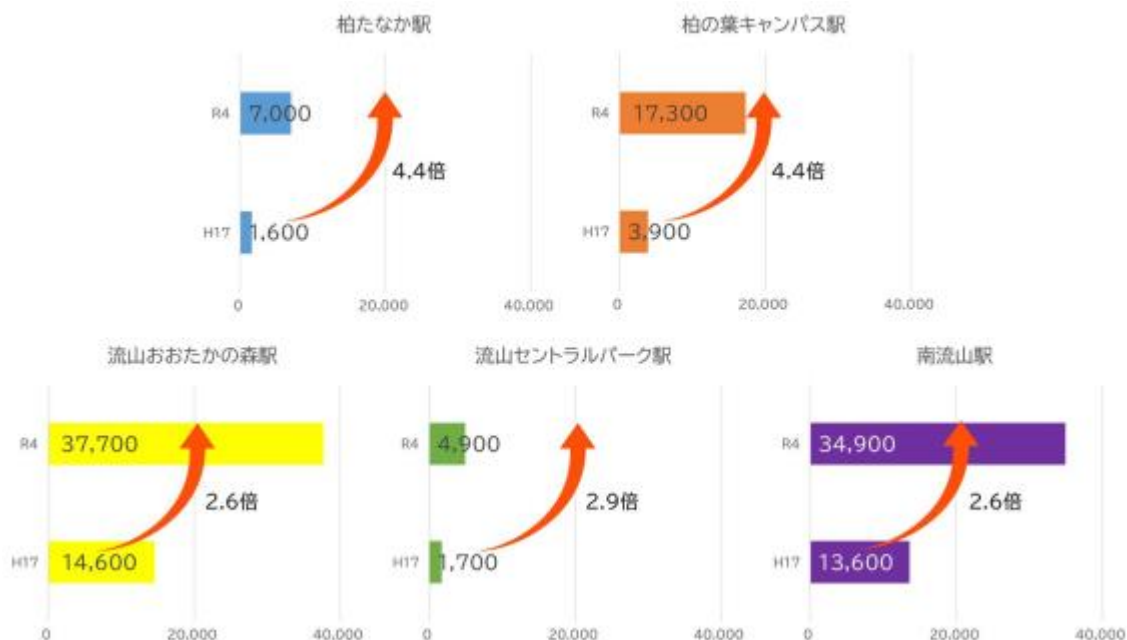 柏たなか駅
R4 7,000
4.4倍
H17 1,600
0 20,000 40,000
柏の葉キャンパス駅
R4 17,300
4.4倍
H17 3,900
0 20,000 40,000
流山おおたかの森駅
R4 37,700
2.6倍
H17 14,600
0 20,000 40,000
流山セントラルパーク駅
R4 4,900
2.9倍
H17 1,700
0 20,000 40,000
南流山駅
R4 34,900
2.6倍
H17 13,600
0 20,000 40,000